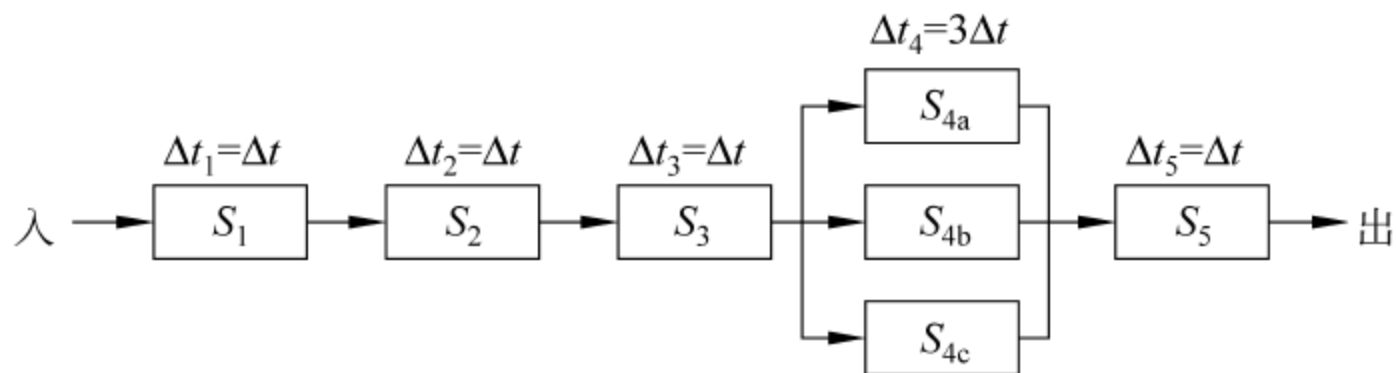 Δt₄=3Δt
S₄ₐ
Δt₁=Δt
Δt₂=Δt
Δt₃=Δt
Δt₅=Δt
入
S₁
S₂
S₃
S₄b
S₅
出
S₄c